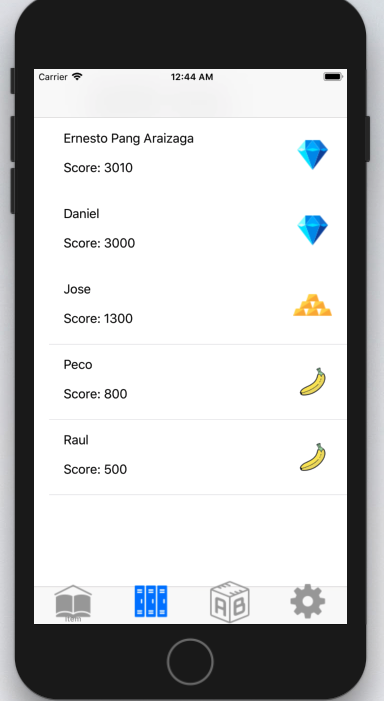 Carrier 12:44 AM
Ernesto Pang Araizaga
Score: 3010
Daniel
Score: 3000
Jose
Score: 1300
Peco
Score: 800
Raul
Score: 500
Item
A B